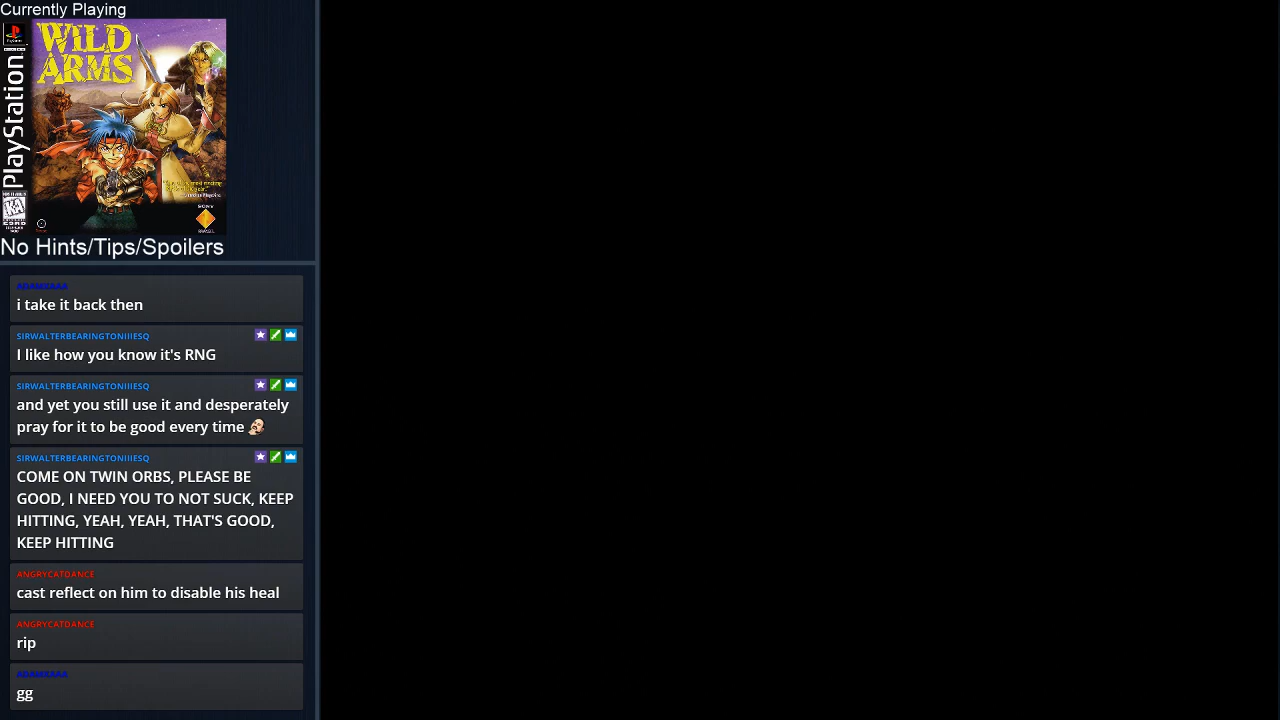 Currently Playing
WILD
ARMS
PlayStation
SONY
No Hints/Tips/Spoilers
i take it back then
SIRWALTERBEARINGTONIIIESQ
I like how you know it's RNG
SIRWALTERBEARINGTONIIIESQ
and yet you still use it and desperately
pray for it to be good every time
SIRWALTERBEARINGTONIIIESQ
COME ON TWIN ORBS, PLEASE BE
GOOD, I NEED YOU TO NOT SUCK, KEEP
HITTING, YEAH, YEAH, THAT'S GOOD,
KEEP HITTING
ANGRYCATDANCE
cast reflect on him to disable his heal
ANGRYCATDANCE
rip
gg